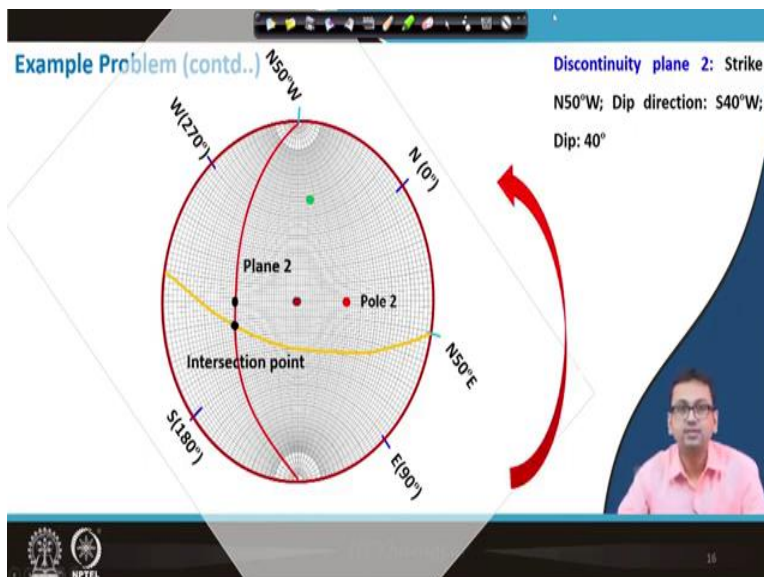 Example Problem (contd..)
Discontinuity plane 2: Strike
N50°W; Dip direction: S40°W;
Dip: 40°
N50°W
W(270°)
N (0°)
Plane 2
Pole 2
Intersection point
N50°E
S(180°)
E(90°)
NPTEL
16